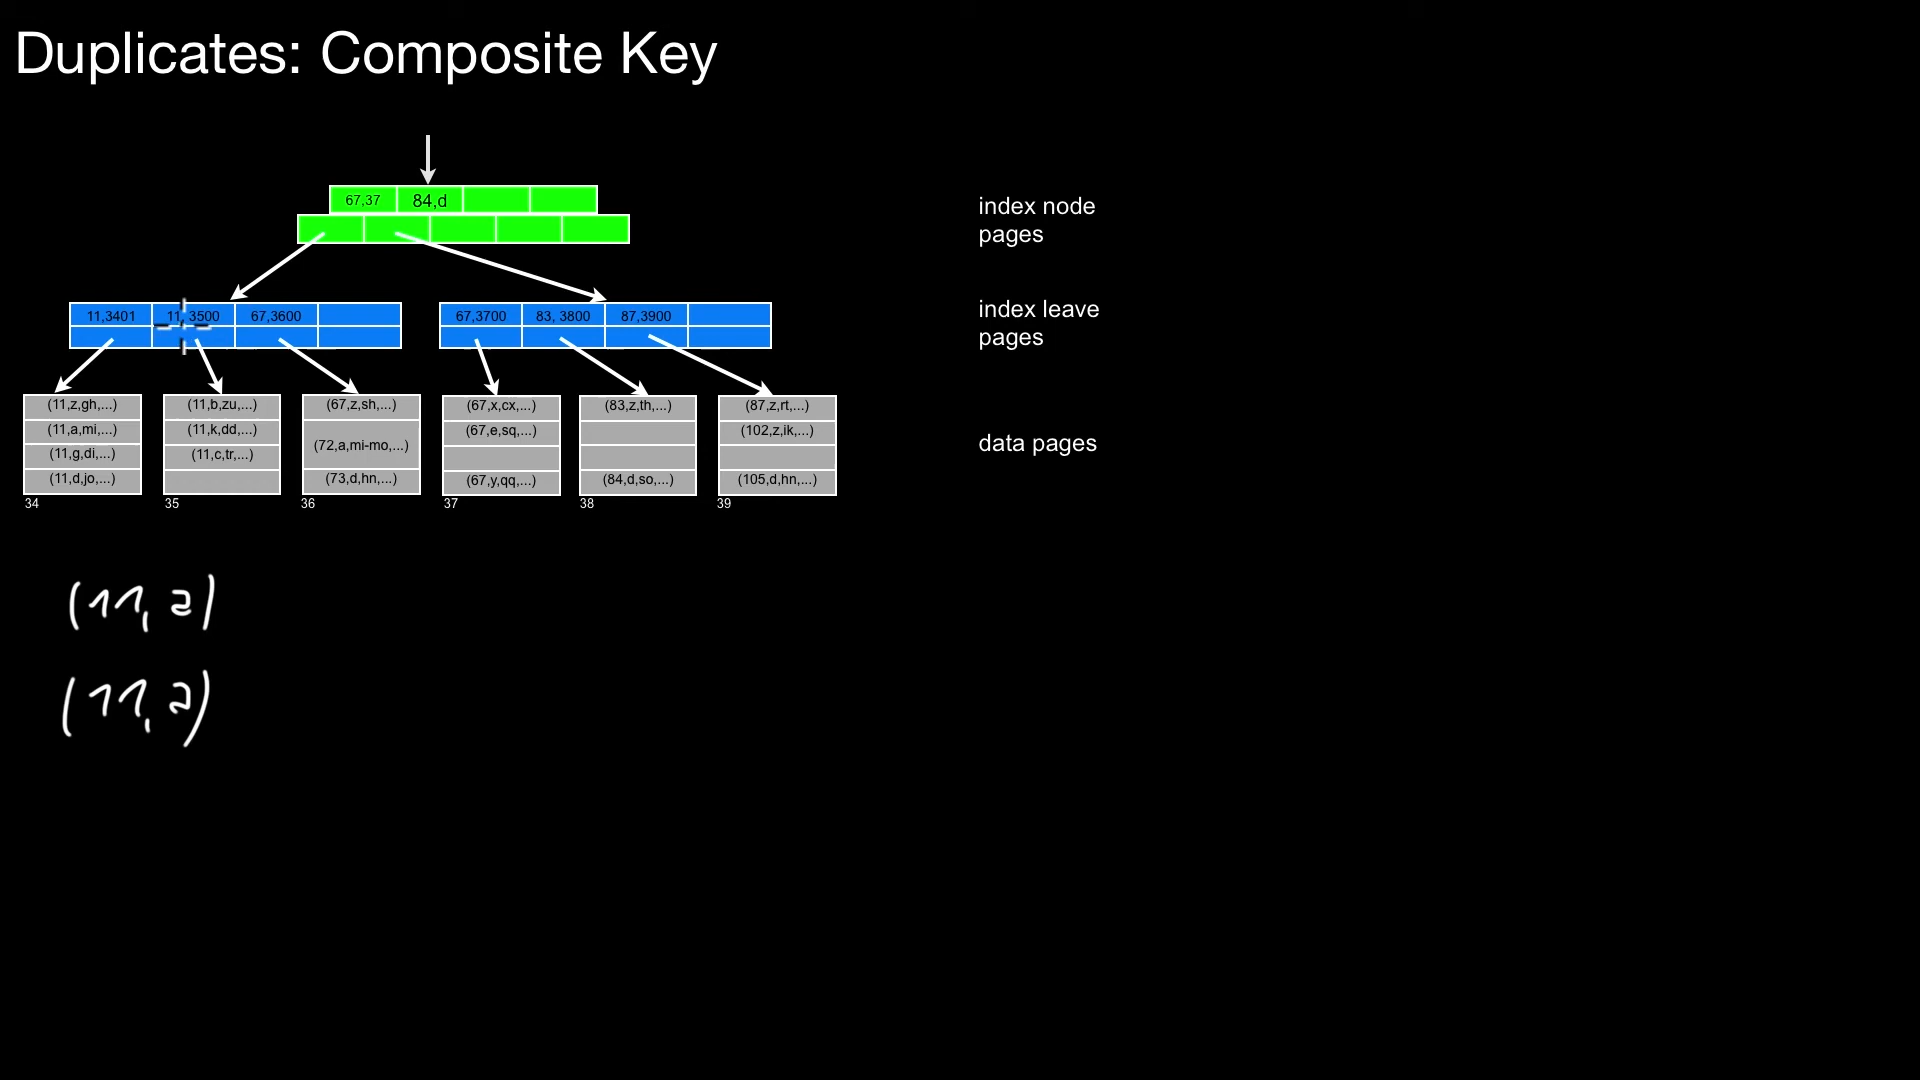 Duplicates: Composite Key
67,37 84,d
index node
pages
11,3401 11, 3500 67,3600
67,3700 83, 3800 87,3900
index leave
pages
(11,z,gh,...) (11,b,zu,...) (67,z,sh,...) (67,x,cx,...) (83,z,th,...) (87,z,rt,...)
(11,a,mi,...) (11,k,dd,...) (72,a,mi-mo,...) (67,e,sq,...) (102,z,ik,...)
(11,g,di,...) (11,c,tr,...)
(11,d,jo,...) (73,d,hn,...) (67,y,qq,...) (84,d,so,...) (105,d,hn,...)
data pages
34 35 36 37 38 39
(11, a)
(11, a)